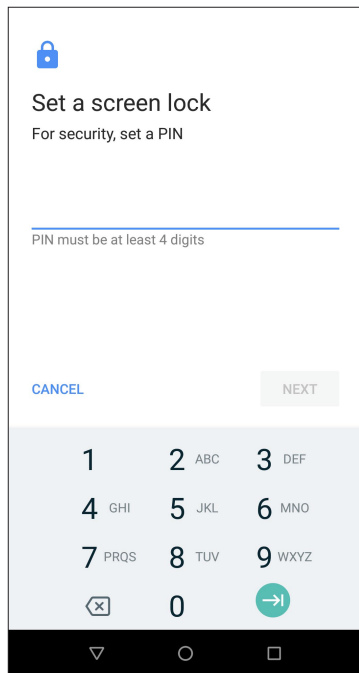 Set a screen lock
For security, set a PIN
PIN must be at least 4 digits
CANCEL NEXT
1 2 ABC 3 DEF
4 GHI 5 JKL 6 MNO
7 PRQS 8 TUV 9 WXYZ
0